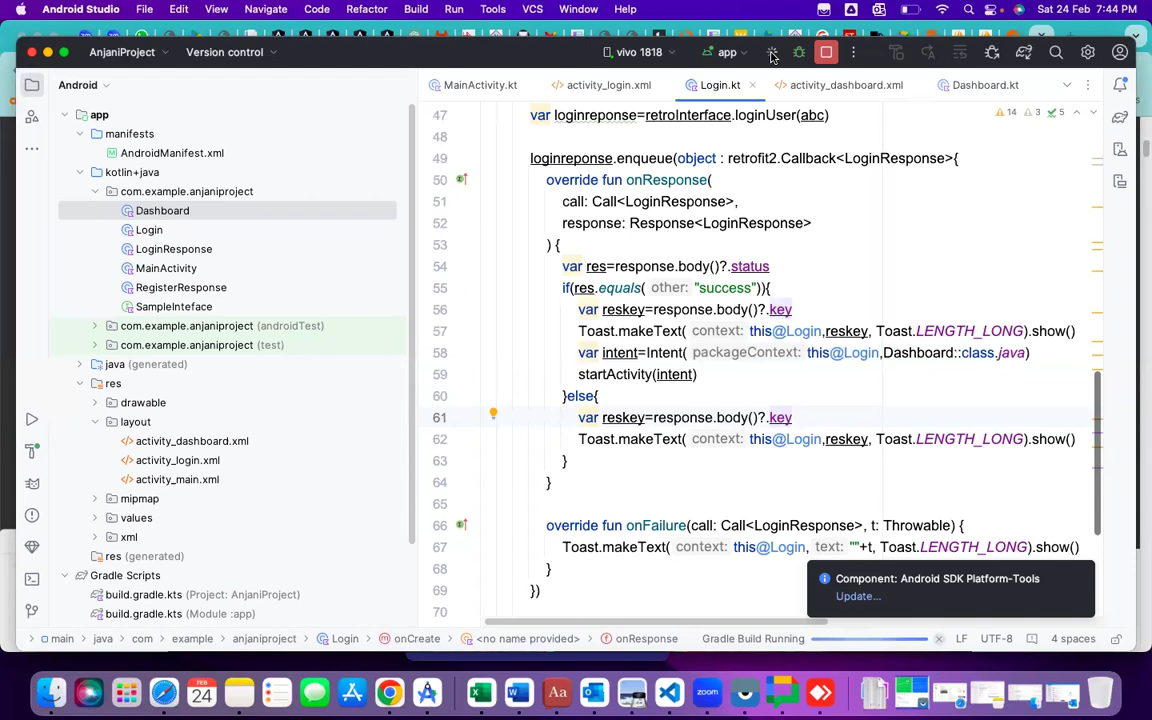 Android Studio File Edit View Navigate Code Refactor Build Run Tools VCS Window Help Sat 24 Feb 7:44 PM
AnjaniProject Version control vivo 1818 app
Android
MainActivity.kt activity_login.xml Login.kt activity_dashboard.xml Dashboard.kt
app
manifests
AndroidManifest.xml
kotlin+java
com.example.anjaniproject
Dashboard
Login
LoginResponse
MainActivity
RegisterResponse
SampleInteface
com.example.anjaniproject (androidTest)
com.example.anjaniproject (test)
java (generated)
res
drawable
layout
activity_dashboard.xml
activity_login.xml
activity_main.xml
mipmap
values
xml
res (generated)
Gradle Scripts
build.gradle.kts (Project: AnjaniProject)
build.gradle.kts (Module :app)
14 3 5
47 var loginreponse=retroInterface.loginUser(abc)
48
49 loginreponse.enqueue(object : retrofit2.Callback<LoginResponse>{
50 override fun onResponse(
51 call: Call<LoginResponse>,
52 response: Response<LoginResponse>
53 ) {
54 var res=response.body()?.status
55 if(res.equals( other: "success")){
56 var reskey=response.body()?.key
57 Toast.makeText( context: this@Login,reskey, Toast.LENGTH_LONG).show()
58 var intent=Intent( packageContext: this@Login,Dashboard::class.java)
59 startActivity(intent)
60 }else{
61 var reskey=response.body()?.key
62 Toast.makeText( context: this@Login,reskey, Toast.LENGTH_LONG).show()
63 }
64 }
65
66 override fun onFailure(call: Call<LoginResponse>, t: Throwable) {
67 Toast.makeText( context: this@Login, text: ""+t, Toast.LENGTH_LONG).show()
68 }
69 })
70
Component: Android SDK Platform-Tools
Update...
main java com example anjaniproject Login onCreate <no name provided> onResponse Gradle Build Running LF UTF-8 4 spaces
FEB
24
Aa
zoom